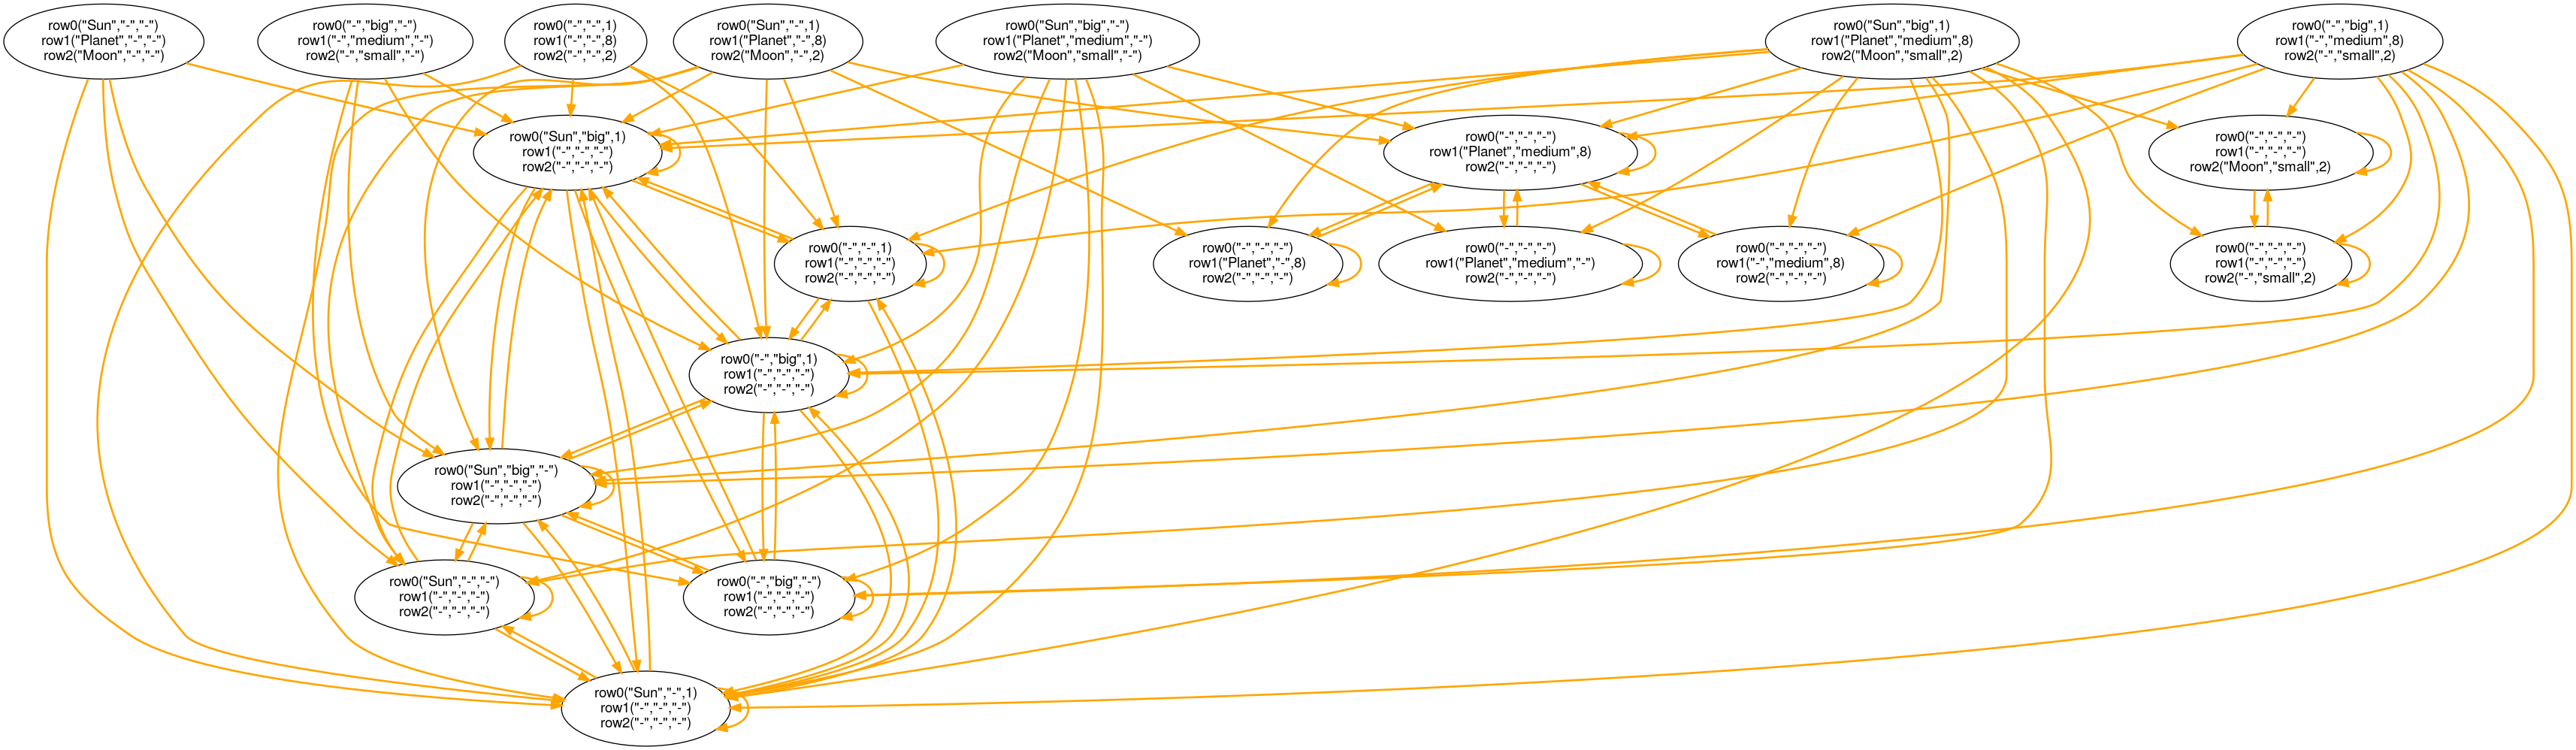 row0("Sun","-","-")
row1("Planet","-","-")
row2("Moon","-","-")
row0("-","big","-")
row1("-","medium","-")
row2("-","small","-")
row0("-","-",1)
row1("-","-",8)
row2("-","-",2)
row0("Sun","-",1)
row1("Planet","-",8)
row2("Moon","-",2)
row0("Sun","big","-")
row1("Planet","medium","-")
row2("Moon","small","-")
row0("Sun","big",1)
row1("Planet","medium",8)
row2("Moon","small",2)
row0("-","big",1)
row1("-","medium",8)
row2("-","small",2)
row0("Sun","big",1)
row1("-","-","-")
row2("-","-","-")
row0("-","-","-")
row1("Planet","medium",8)
row2("-","-","-")
row0("-","-","-")
row1("-","-","-")
row2("Moon","small",2)
row0("-","-",1)
row1("-","-","-")
row2("-","-","-")
row0("-","-","-")
row1("Planet","-",8)
row2("-","-","-")
row0("-","-","-")
row1("Planet","medium","-")
row2("-","-","-")
row0("-","-","-")
row1("-","medium",8)
row2("-","-","-")
row0("-","-","-")
row1("-","-","-")
row2("-","small",2)
row0("-","big",1)
row1("-","-","-")
row2("-","-","-")
row0("Sun","big","-")
row1("-","-","-")
row2("-","-","-")
row0("Sun","-","-")
row1("-","-","-")
row2("-","-","-")
row0("-","big","-")
row1("-","-","-")
row2("-","-","-")
row0("Sun","-",1)
row1("-","-","-")
row2("-","-","-")